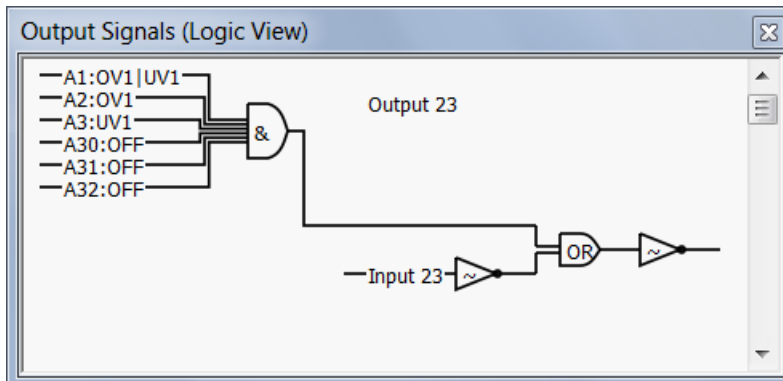 Output Signals (Logic View)
A1:OV1|UV1
A2:OV1
A3:UV1
A30:OFF
A31:OFF
A32:OFF
&
Output 23
OR
~
Input 23
~